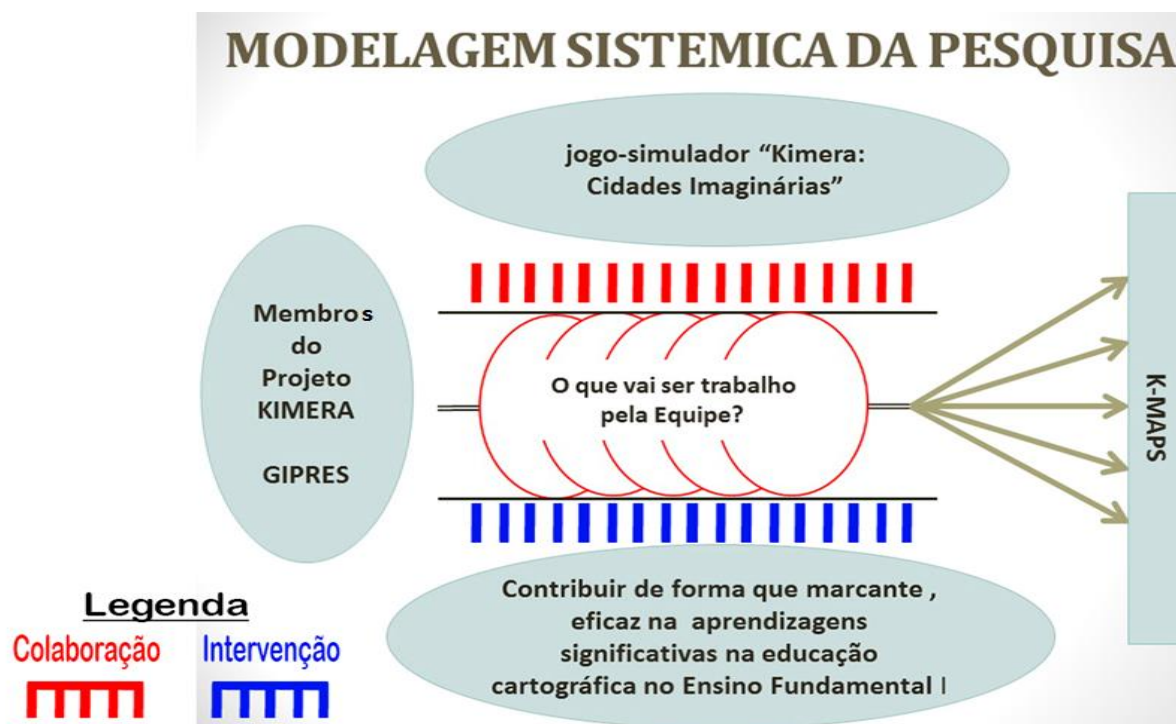 MODELAGEM SISTEMICA DA PESQUISA
jogo-simulador “Kimera:
Cidades Imaginárias”
Membros
do
Projeto
KIMERA
GIPRES
O que vai ser trabalho
pela Equipe?
K-MAPS
Contribuir de forma que marcante ,
eficaz na aprendizagens
significativas na educação
cartográfica no Ensino Fundamental I
Legenda
Colaboração
Intervenção